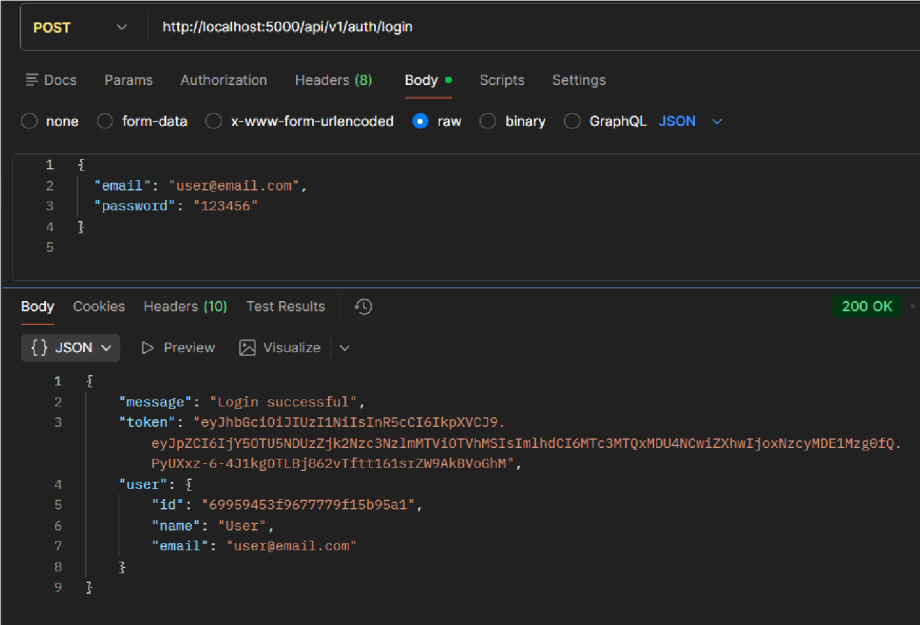 POST http://localhost:5000/api/v1/auth/login
Docs Params Authorization Headers (8) Body Scripts Settings
none form-data x-www-form-urlencoded raw binary GraphQL JSON
1 {
2 "email": "user@email.com",
3 "password": "123456"
4 }
5
Body Cookies Headers (10) Test Results 200 OK
{} JSON Preview Visualize
1 {
2 "message": "Login successful",
3 "token": "eyJhbGciOiJIUzI1NiIsInR5cCI6IkpXVCJ9.
eyJpZCI6IjY5OTU5NDUzZjk2Nzc3NzlmMTViOTVhMSIsImlhdCI6MTc3MTQxMDU4NCwiZXhwIjoxNzcyMDE1Mzg0fQ.
PyUXxz-6-4J1kgOTLBj862vTftt161srZW9AkBVoGhM",
4 "user": {
5 "id": "69959453f9677779f15b95a1",
6 "name": "User",
7 "email": "user@email.com"
8 }
9 }